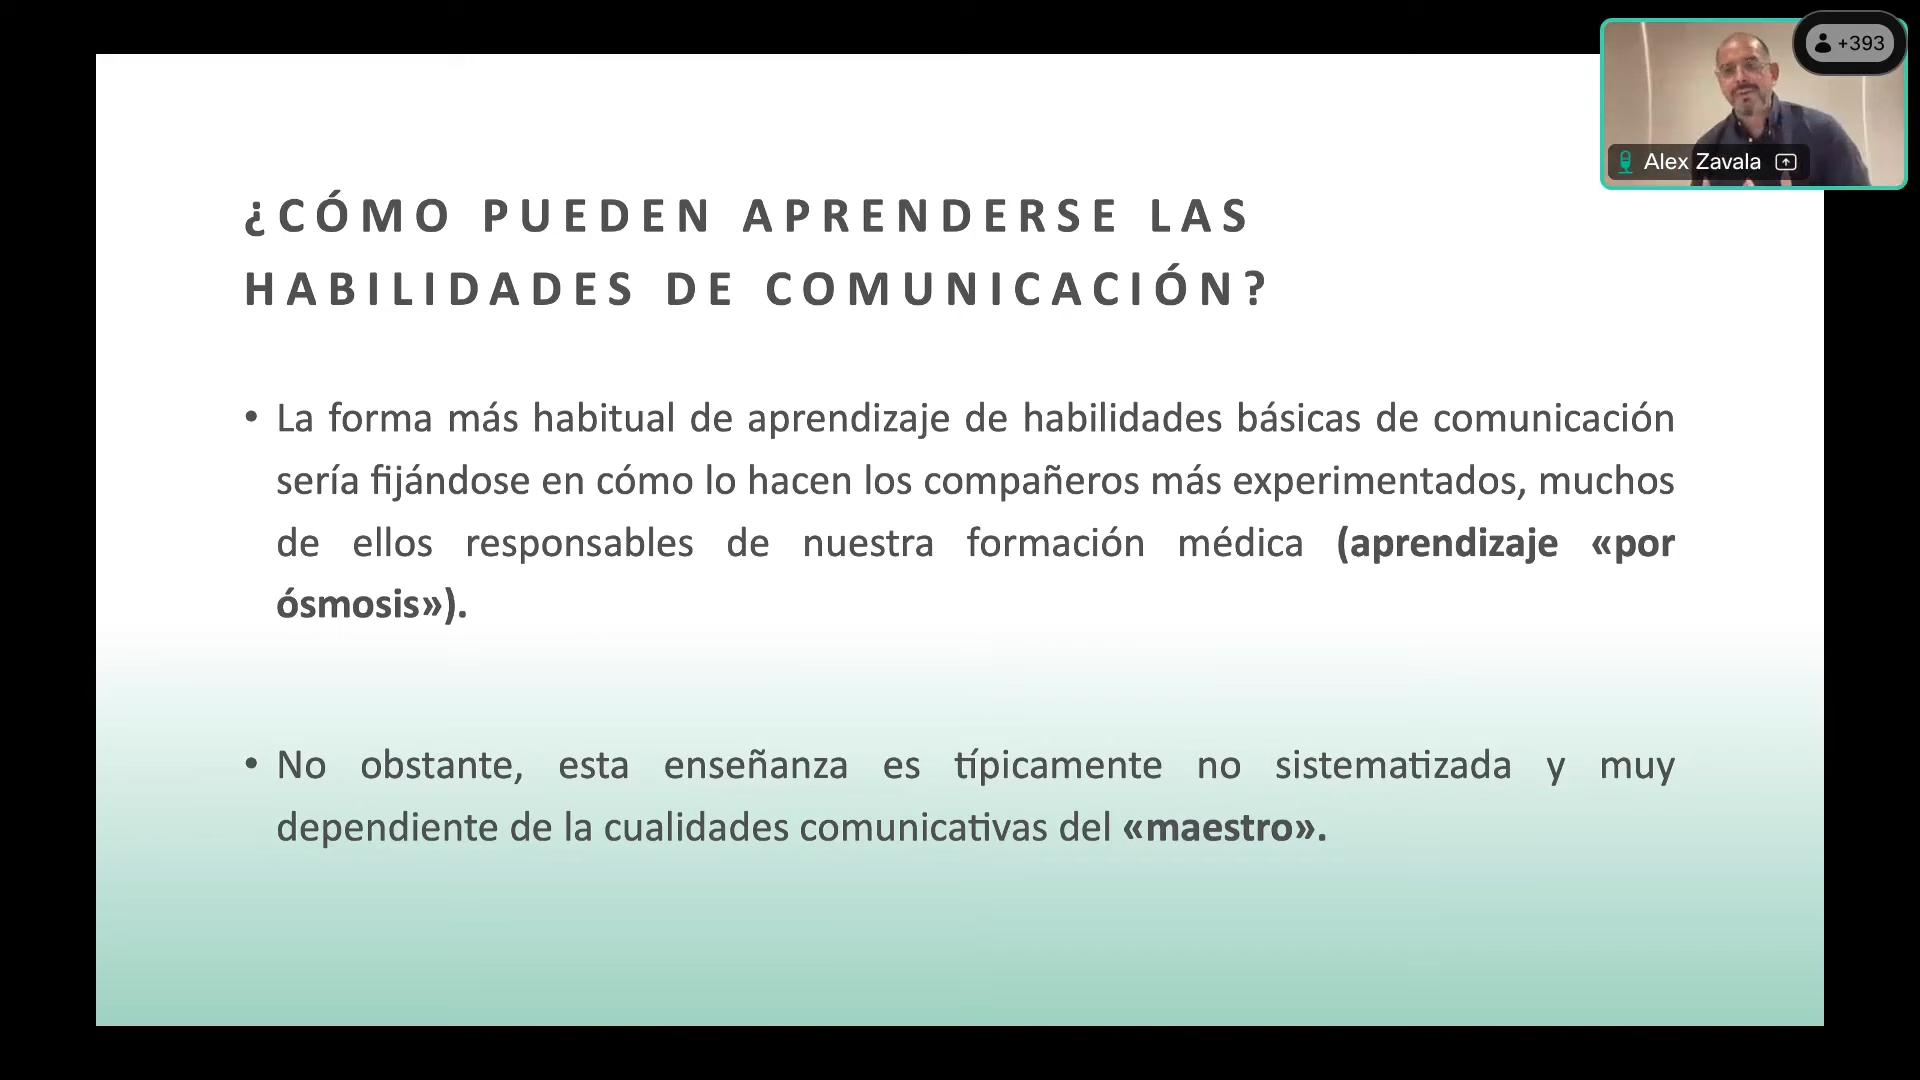 +393
Alex Zavala
¿CÓMO PUEDEN APRENDERSE LAS
HABILIDADES DE COMUNICACIÓN?
• La forma más habitual de aprendizaje de habilidades básicas de comunicación
sería fijándose en cómo lo hacen los compañeros más experimentados, muchos
de ellos responsables de nuestra formación médica (aprendizaje «por
ósmosis»).
• No obstante, esta enseñanza es típicamente no sistematizada y muy
dependiente de la cualidades comunicativas del «maestro».